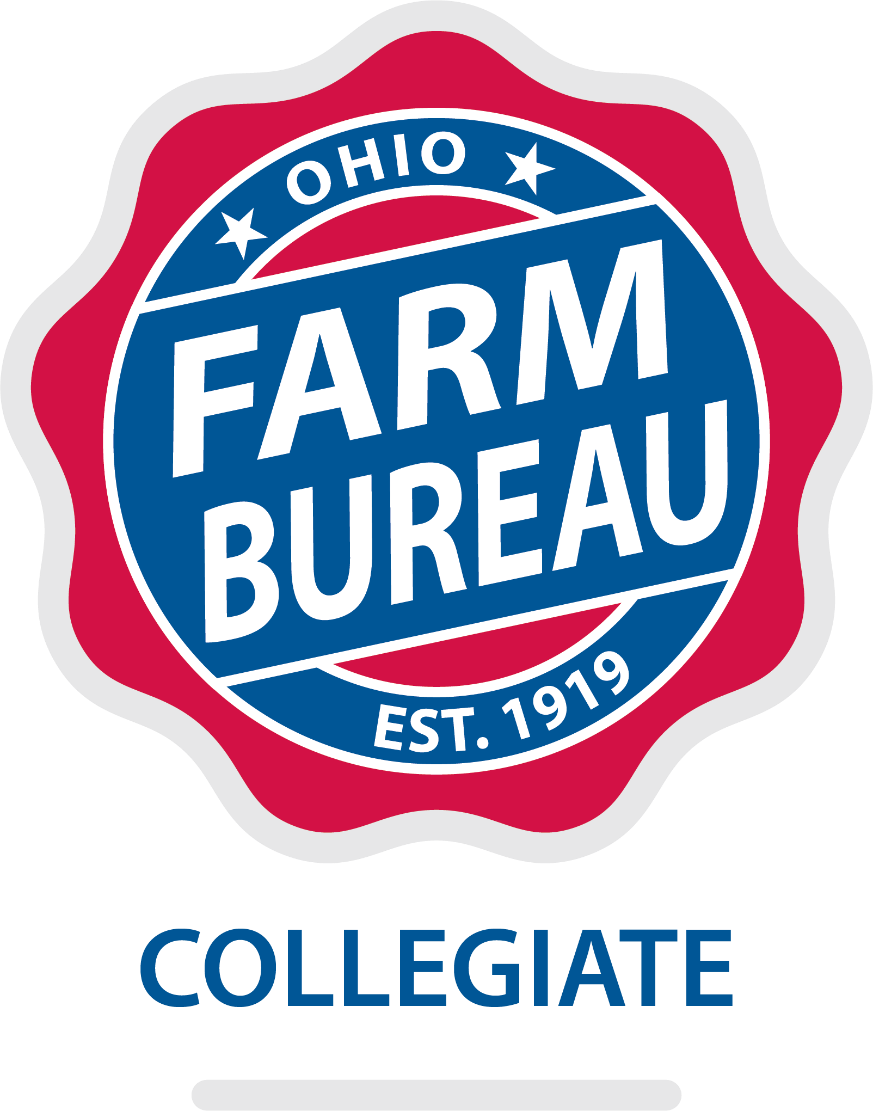 OHIO
FARM
BUREAU
EST. 1919
COLLEGIATE